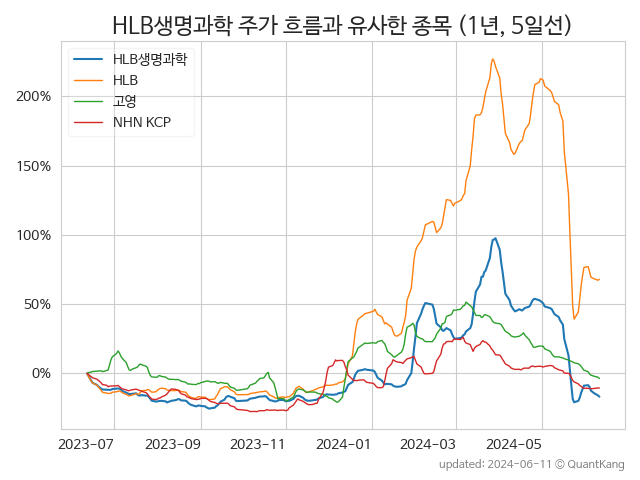 HLB생명과학 주가 흐름과 유사한 종목 (1년, 5일선)
HLB생명과학
HLB
고영
NHN KCP
200%
150%
100%
50%
0%
2023-07 2023-09 2023-11 2024-01 2024-03 2024-05
updated: 2024-06-11 © QuantKang